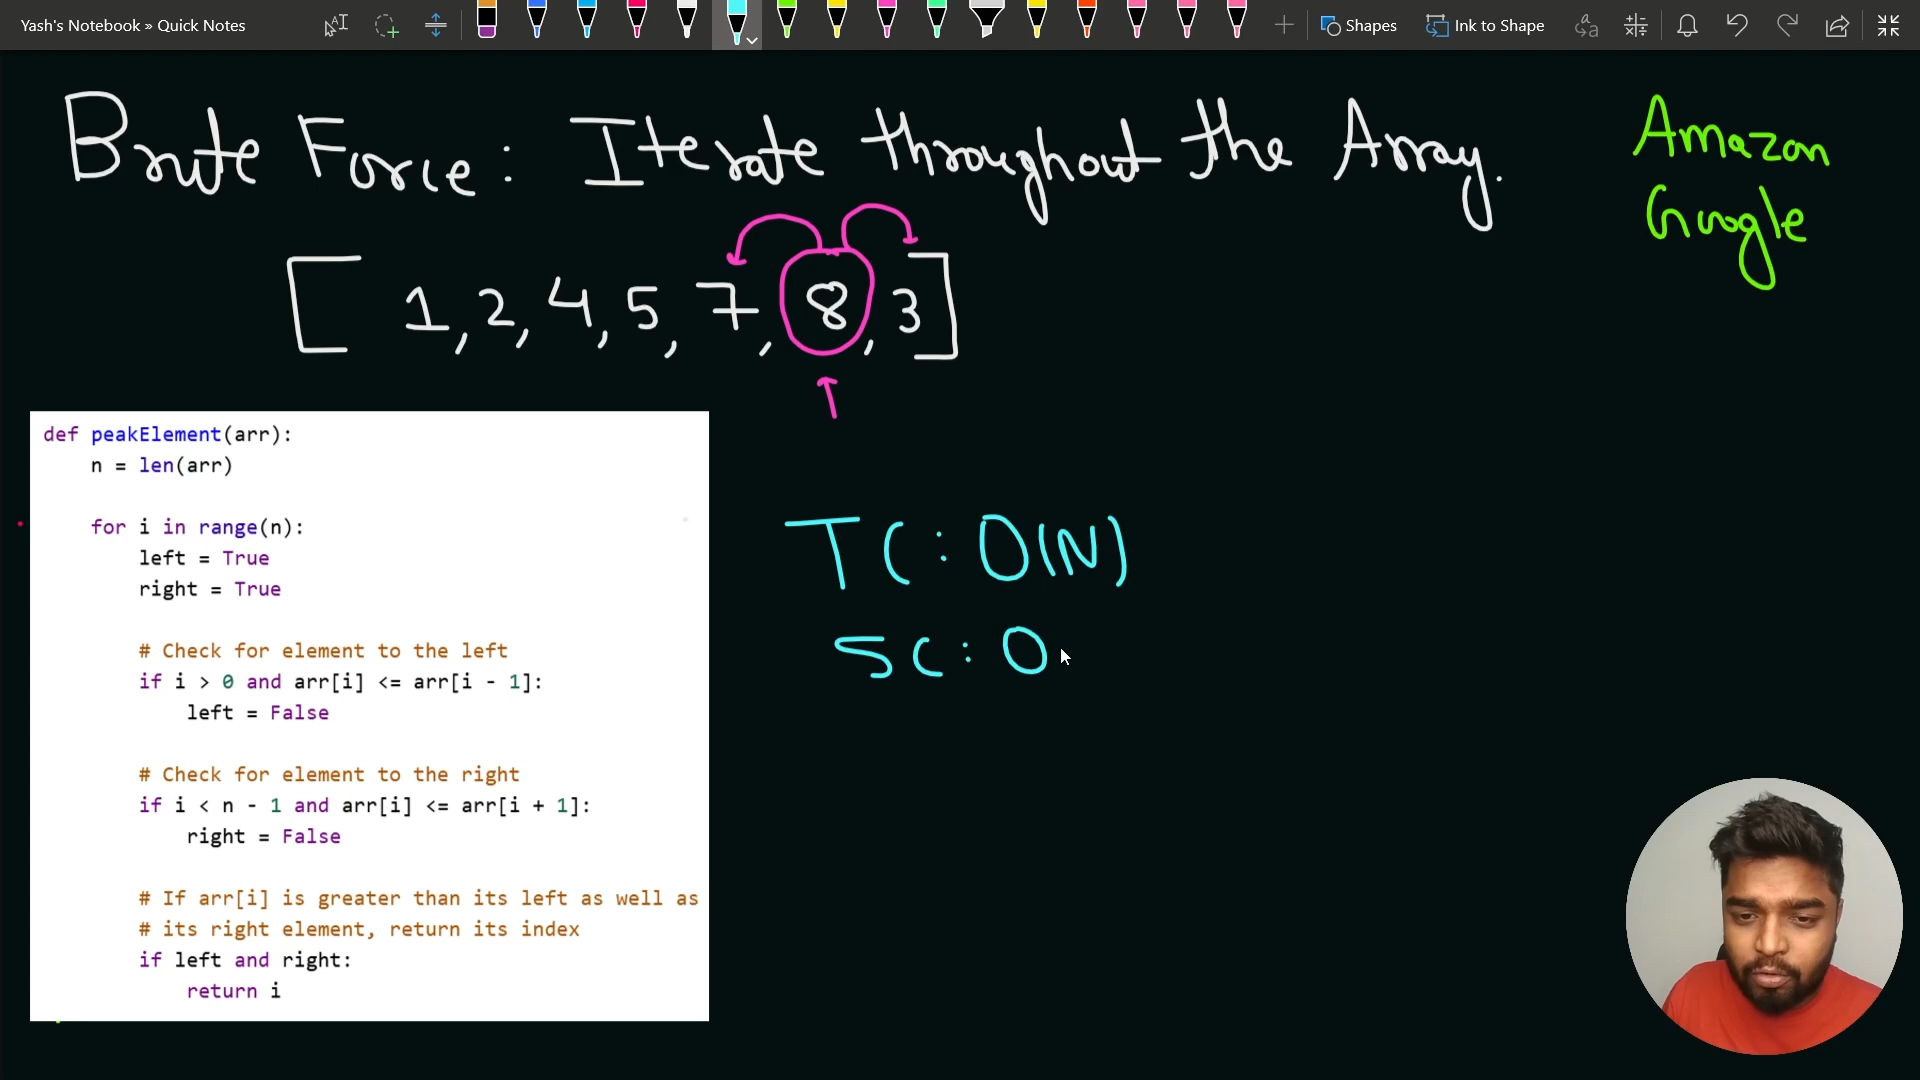 Yash's Notebook » Quick Notes
Shapes
Ink to Shape
Brute Force: Iterate throughout the Array.
Amazon
Google
[ 1, 2, 4, 5, 7, 8, 3 ]
def peakElement(arr):
    n = len(arr)
    for i in range(n):
        left = True
        right = True
        # Check for element to the left
        if i > 0 and arr[i] <= arr[i - 1]:
            left = False
        # Check for element to the right
        if i < n - 1 and arr[i] <= arr[i + 1]:
            right = False
        # If arr[i] is greater than its left as well as
        # its right element, return its index
        if left and right:
            return i
TC: O(N)
SC: O